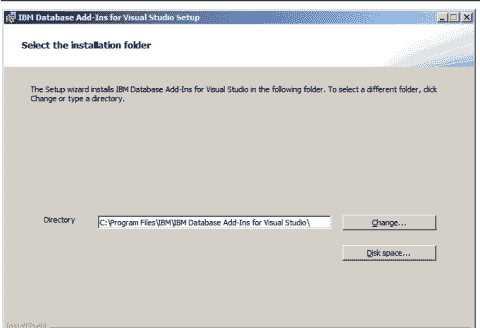 IBM Database Add-Ins for Visual Studio Setup
Select the installation folder
The Setup wizard installs IBM Database Add-Ins for Visual Studio in the following folder. To select a different folder, click
Change or type a directory.
Directory
C:\Program Files\IBM\IBM Database Add-Ins for Visual Studio\
Change...
Disk space...
InstallShield